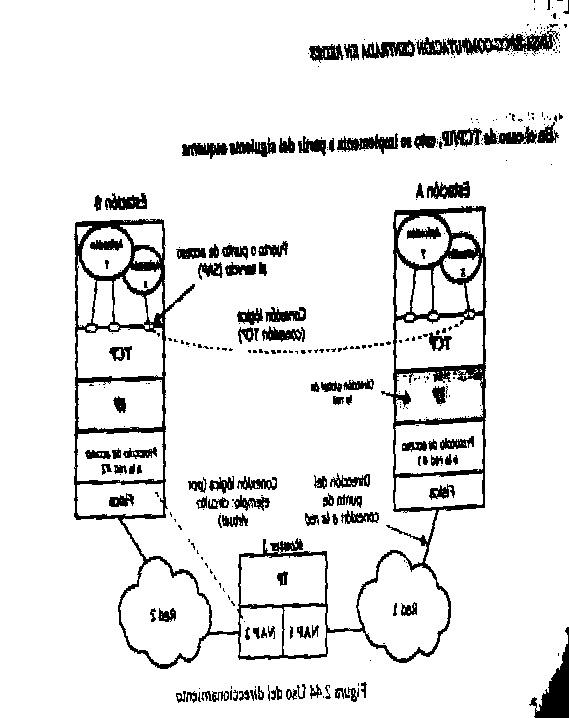 COMPUTACIÓN CENTRADA EN REDES
En el caso de TCP/IP, esto se implementa a partir del siguiente esquema
Estación A
Estación B
Aplicación
Y
Aplicación
X
Aplicación
Y
Aplicación
X
Puerto o punto de acceso
al servicio (SAP)
Conexión lógica
(conexión TCP)
TCP
TCP
IP
IP
Dirección global de
la red
Protocolo de acceso
a la red #1
Protocolo de acceso
a la red #2
Física
Física
Dirección del
punto de
conexión a la red
Conexión lógica (por
ejemplo: circuito
virtual)
Router J
IP
NAP 1
NAP 2
Red 1
Red 2
Figura 2.44 Uso del direccionamiento